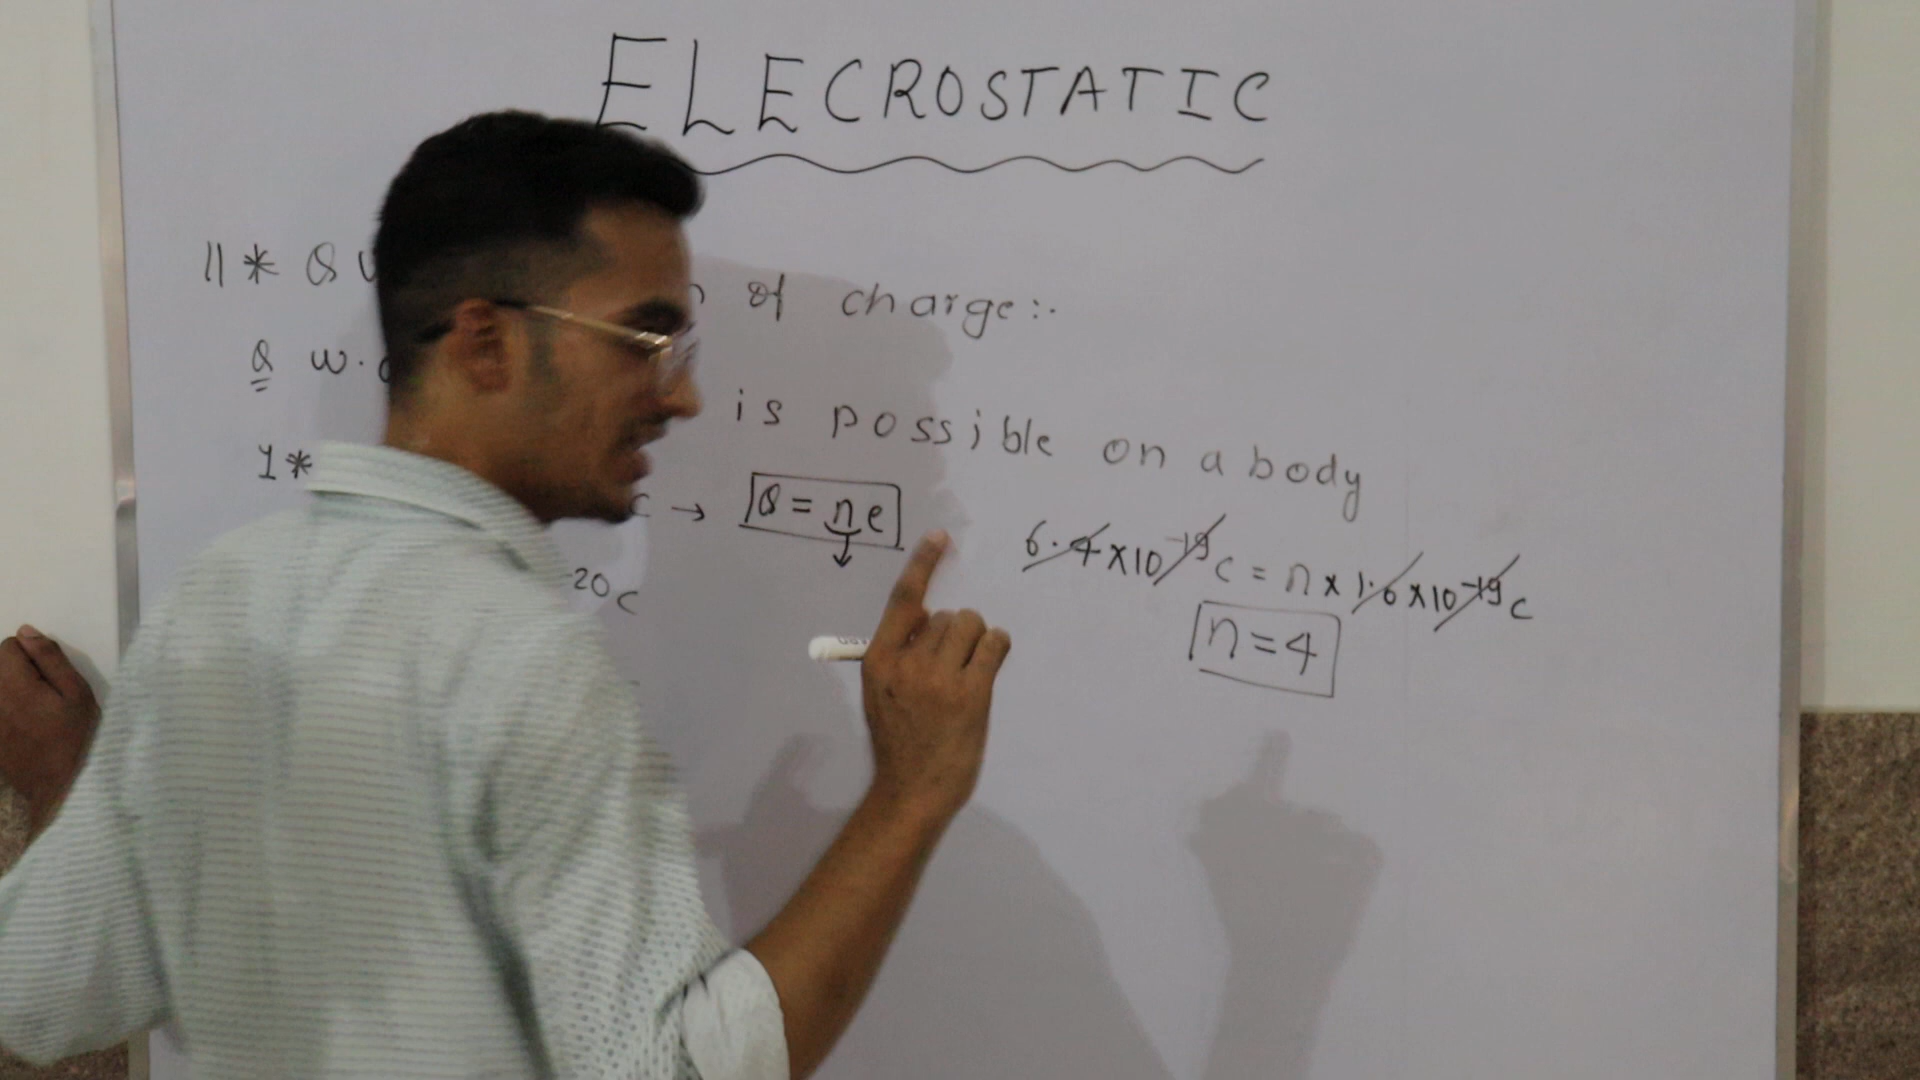 ELECROSTATIC
11* Qu of charge:-
Q w. is possible on a body
1* c → Q = ne
6.4×10⁻¹⁹c = n×1.6×10⁻¹⁹c
-20c
n=4